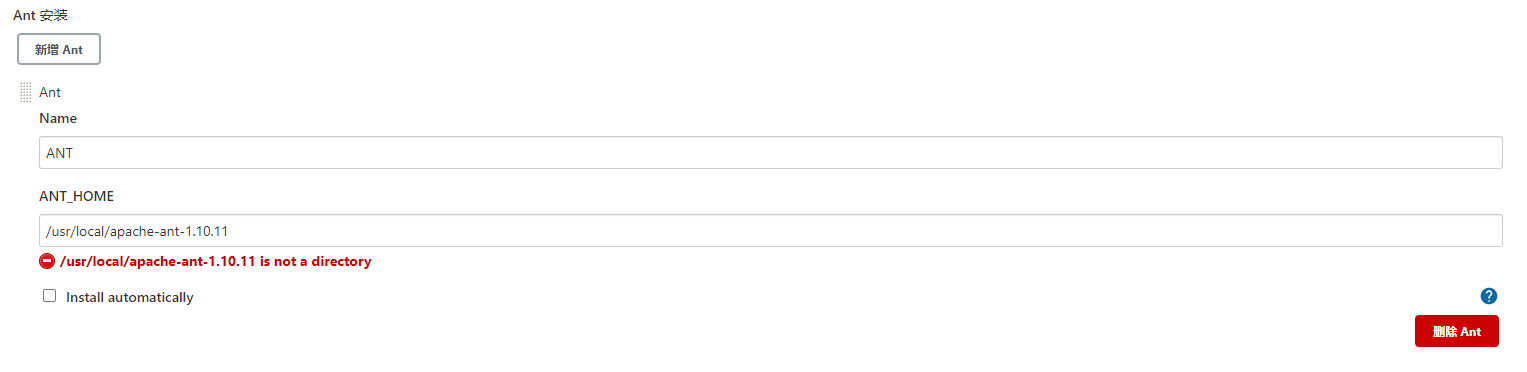 Ant 安装
新增 Ant
Ant
Name
ANT
ANT_HOME
/usr/local/apache-ant-1.10.11
/usr/local/apache-ant-1.10.11 is not a directory
Install automatically
?
删除 Ant